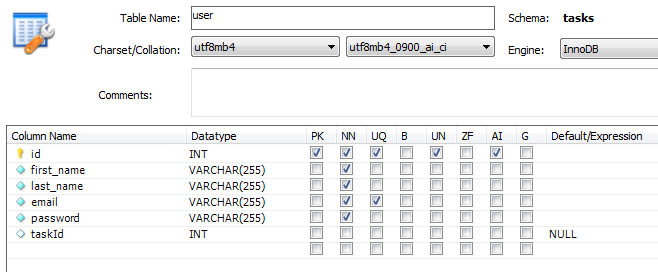 Table Name: user Schema: tasks
Charset/Collation: utf8mb4 utf8mb4_0900_ai_ci Engine: InnoDB
Comments:
Column Name Datatype PK NN UQ B UN ZF AI G Default/Expression
id INT
first_name VARCHAR(255)
last_name VARCHAR(255)
email VARCHAR(255)
password VARCHAR(255)
taskId INT NULL